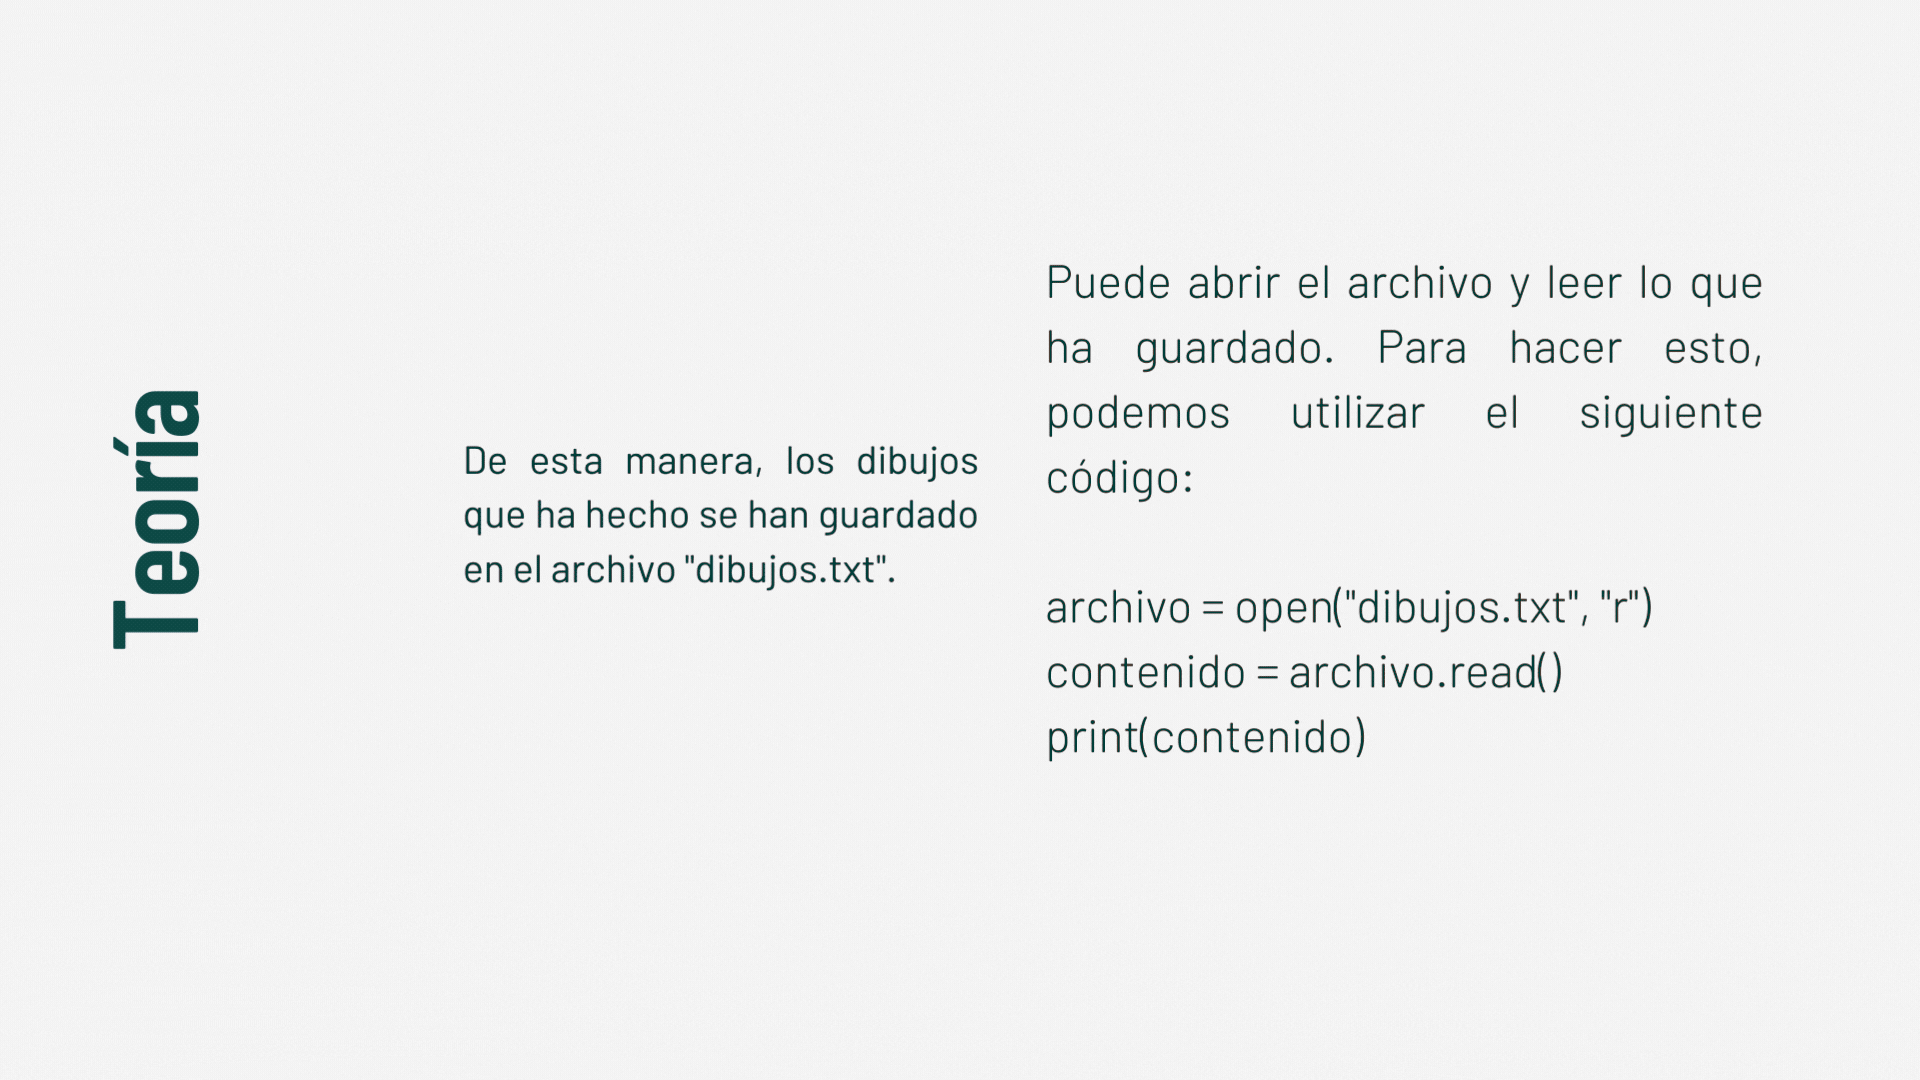 Teoría
De esta manera, los dibujos
que ha hecho se han guardado
en el archivo "dibujos.txt".
Puede abrir el archivo y leer lo que
ha guardado. Para hacer esto,
podemos utilizar el siguiente
código:
archivo = open("dibujos.txt", "r")
contenido = archivo.read()
print(contenido)